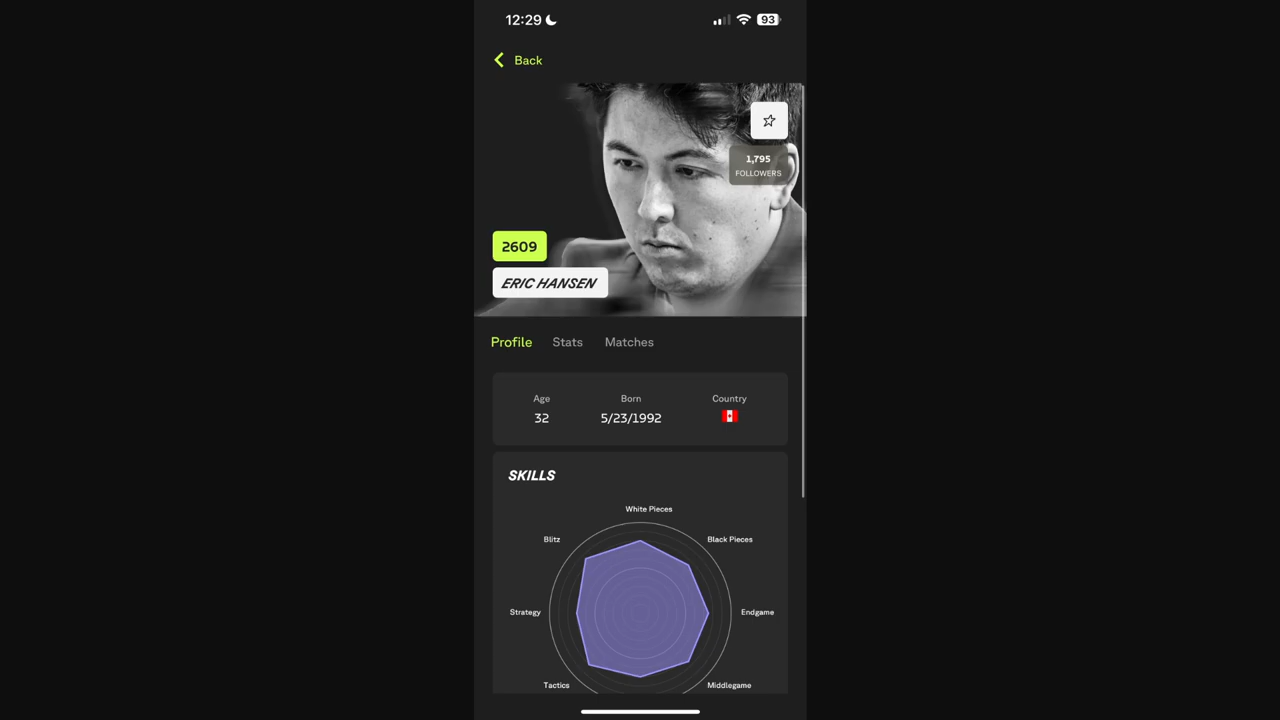 12:29
93
Back
1,795
FOLLOWERS
2609
ERIC HANSEN
Profile Stats Matches
Age Born Country
32 5/23/1992
SKILLS
White Pieces
Blitz Black Pieces
Strategy Endgame
Tactics Middlegame